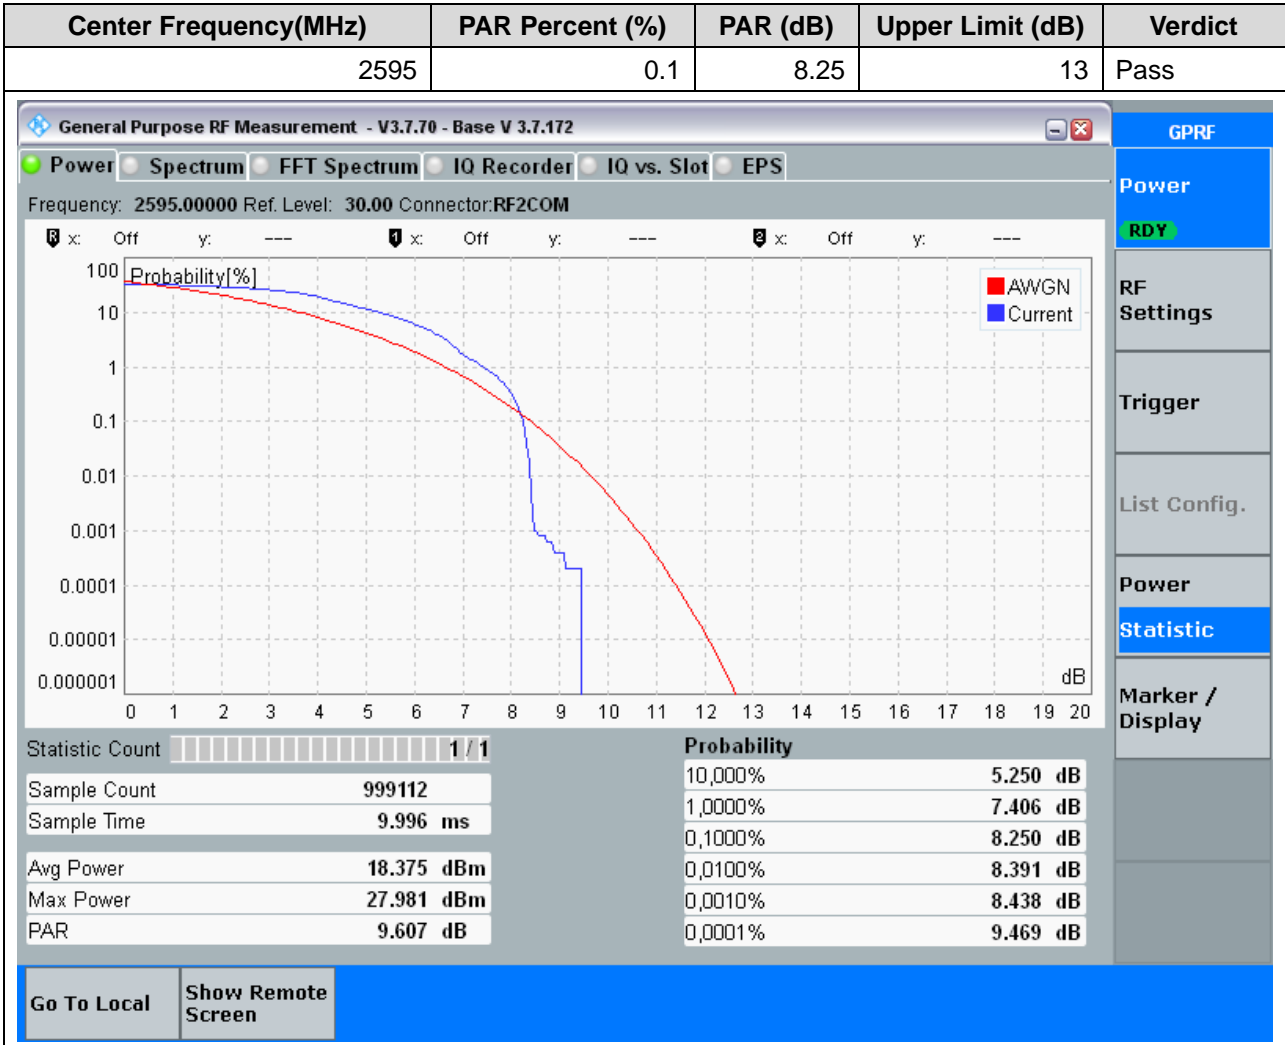 Center Frequency(MHz) PAR Percent (%) PAR (dB) Upper Limit (dB) Verdict
2595 0.1 8.25 13 Pass
General Purpose RF Measurement - V3.7.70 - Base V 3.7.172
GPRF
Power Spectrum FFT Spectrum IQ Recorder IQ vs. Slot EPS
Frequency: 2595.00000 Ref. Level: 30.00 Connector:RF2COM
R x: Off y: --- 1 x: Off y: --- 2 x: Off y: ---
Probability[%]
AWGN
Current
100
10
1
0.1
0.01
0.001
0.0001
0.00001
0.000001
dB
0 1 2 3 4 5 6 7 8 9 10 11 12 13 14 15 16 17 18 19 20
Statistic Count 1 / 1
Sample Count 999112
Sample Time 9.996 ms
Avg Power 18.375 dBm
Max Power 27.981 dBm
PAR 9.607 dB
Probability
10,000% 5.250 dB
1,0000% 7.406 dB
0,1000% 8.250 dB
0,0100% 8.391 dB
0,0010% 8.438 dB
0,0001% 9.469 dB
Power
RDY
RF
Settings
Trigger
List Config.
Power
Statistic
Marker /
Display
Go To Local
Show Remote
Screen